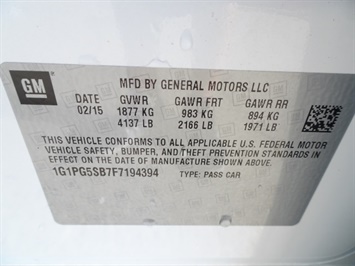 GM
MFD BY GENERAL MOTORS LLC
DATE GVWR GAWR FRT GAWR RR
02/15 1877 KG 983 KG 894 KG
4137 LB 2166 LB 1971 LB
THIS VEHICLE CONFORMS TO ALL APPLICABLE U.S. FEDERAL MOTOR
VEHICLE SAFETY, BUMPER, AND THEFT PREVENTION STANDARDS IN
EFFECT ON THE DATE OF MANUFACTURE SHOWN ABOVE.
1G1PG5SB7F7194394
TYPE: PASS CAR